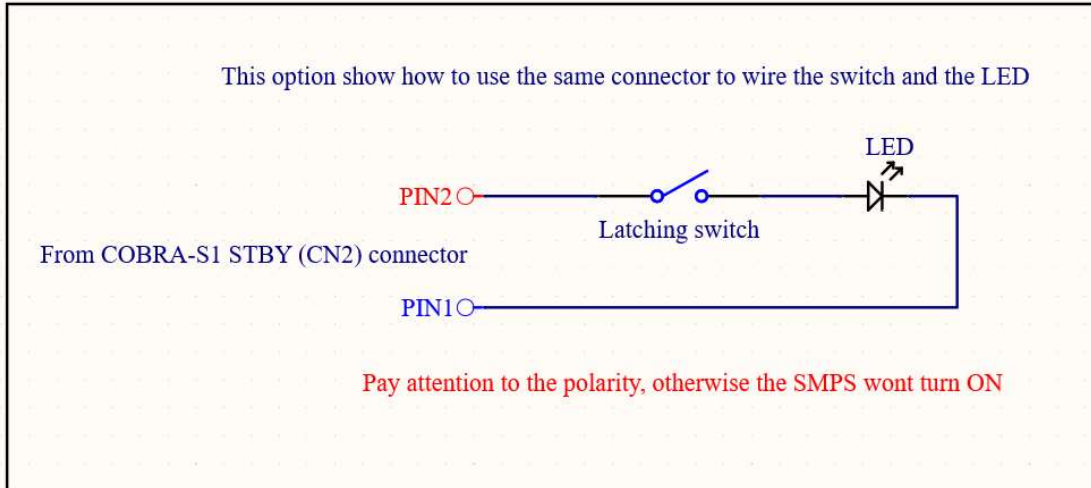 This option show how to use the same connector to wire the switch and the LED
LED
PIN2
Latching switch
From COBRA-S1 STBY (CN2) connector
PIN1
Pay attention to the polarity, otherwise the SMPS wont turn ON